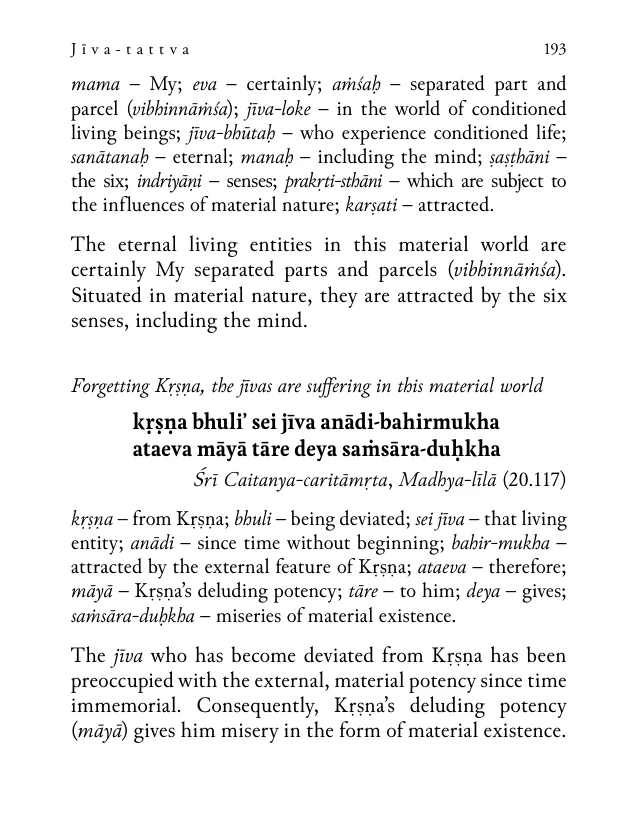 Jīva-tattva 193
mama – My; eva – certainly; aṁśaḥ – separated part and
parcel (vibhinnāṁśa); jīva-loke – in the world of conditioned
living beings; jīva-bhūtaḥ – who experience conditioned life;
sanātanaḥ – eternal; manaḥ – including the mind; ṣaṣṭhāni –
the six; indriyāṇi – senses; prakṛti-sthāni – which are subject to
the influences of material nature; karṣati – attracted.
The eternal living entities in this material world are
certainly My separated parts and parcels (vibhinnāṁśa).
Situated in material nature, they are attracted by the six
senses, including the mind.
Forgetting Kṛṣṇa, the jīvas are suffering in this material world
kṛṣṇa bhuli’ sei jīva anādi-bahirmukha
ataeva māyā tāre deya saṁsāra-duḥkha
Śrī Caitanya-caritāmṛta, Madhya-līlā (20.117)
kṛṣṇa – from Kṛṣṇa; bhuli – being deviated; sei jīva – that living
entity; anādi – since time without beginning; bahir-mukha –
attracted by the external feature of Kṛṣṇa; ataeva – therefore;
māyā – Kṛṣṇa’s deluding potency; tāre – to him; deya – gives;
saṁsāra-duḥkha – miseries of material existence.
The jīva who has become deviated from Kṛṣṇa has been
preoccupied with the external, material potency since time
immemorial. Consequently, Kṛṣṇa’s deluding potency
(māyā) gives him misery in the form of material existence.